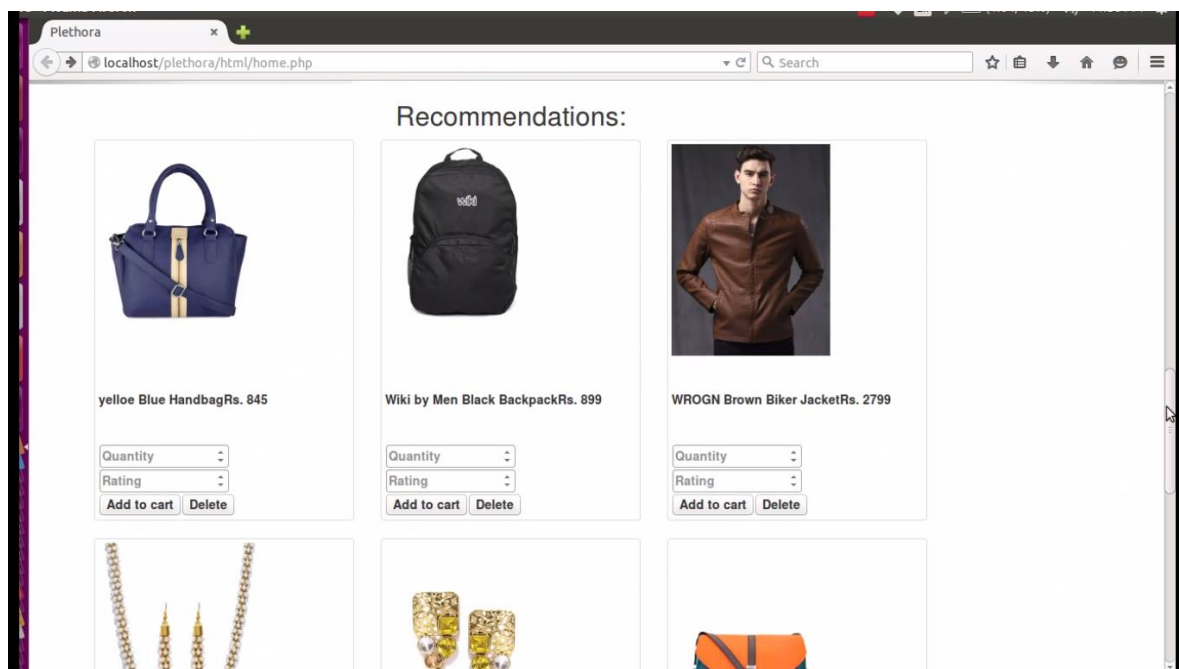 Plethora
localhost/plethora/html/home.php
Search
Recommendations:
wiki
yelloe Blue HandbagRs. 845
Wiki by Men Black BackpackRs. 899
WROGN Brown Biker JacketRs. 2799
Quantity
Quantity
Quantity
Rating
Rating
Rating
Add to cart Delete
Add to cart Delete
Add to cart Delete